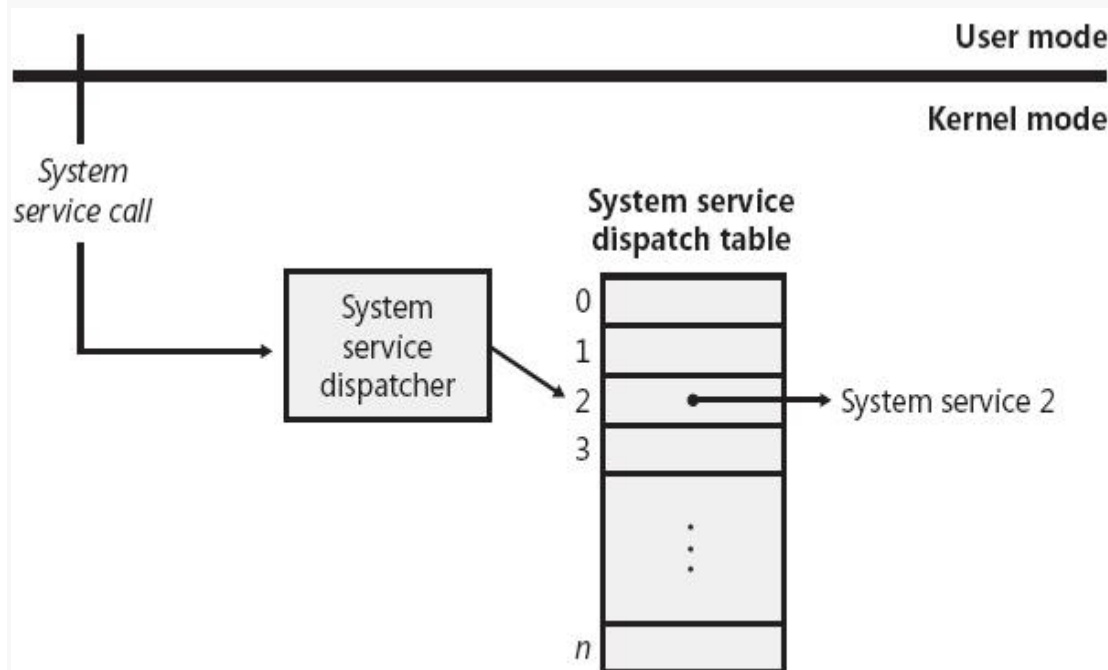 User mode
Kernel mode
System
service call
System service
dispatch table
System
service
dispatcher
0
1
2
System service 2
3
n